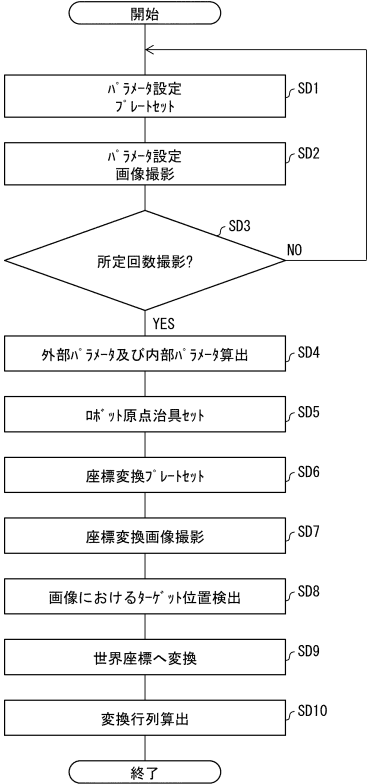 開始
ﾊﾟﾗﾒｰﾀ設定
ﾌﾟﾚｰﾄｾｯﾄ
SD1
ﾊﾟﾗﾒｰﾀ設定
画像撮影
SD2
SD3
所定回数撮影?
NO
YES
外部ﾊﾟﾗﾒｰﾀ及び内部ﾊﾟﾗﾒｰﾀ算出
SD4
ﾛﾎﾞｯﾄ原点治具ｾｯﾄ
SD5
座標変換ﾌﾟﾚｰﾄｾｯﾄ
SD6
座標変換画像撮影
SD7
画像におけるﾀｰｹﾞｯﾄ位置検出
SD8
世界座標へ変換
SD9
変換行列算出
SD10
終了